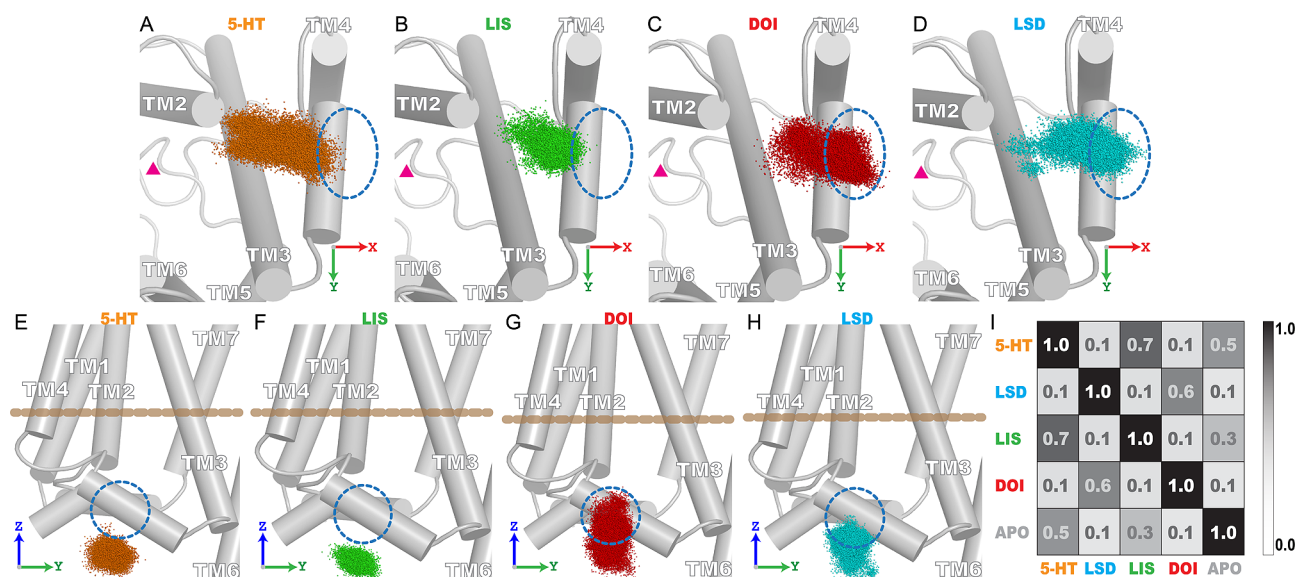 A 5-HT TM4
TM2
TM3
TM6 TM5
X
Y
B LIS TM4
TM2
TM3
TM5
X
Y
C DOI TM4
TM2
TM3
TM6 TM5
X
Y
D LSD TM4
TM2
TM3
TM6 TM5
X
Y
E 5-HT
TM7
TM1
TM4 TM2
TM3
Z
Y
TM6
F LIS
TM7
TM1
TM4 TM2
TM3
Z
Y
TM6
G DOI
TM7
TM1
TM4 TM2
TM3
Z
Y
TM6
H LSD
TM7
TM1
TM4 TM2
TM3
Z
Y
TM6
I
5-HT 1.0 0.1 0.7 0.1 0.5
LSD 0.1 1.0 0.1 0.6 0.1
LIS 0.7 0.1 1.0 0.1 0.3
DOI 0.1 0.6 0.1 1.0 0.1
APO 0.5 0.1 0.3 0.1 1.0
5-HT LSD LIS DOI APO
1.0
0.0